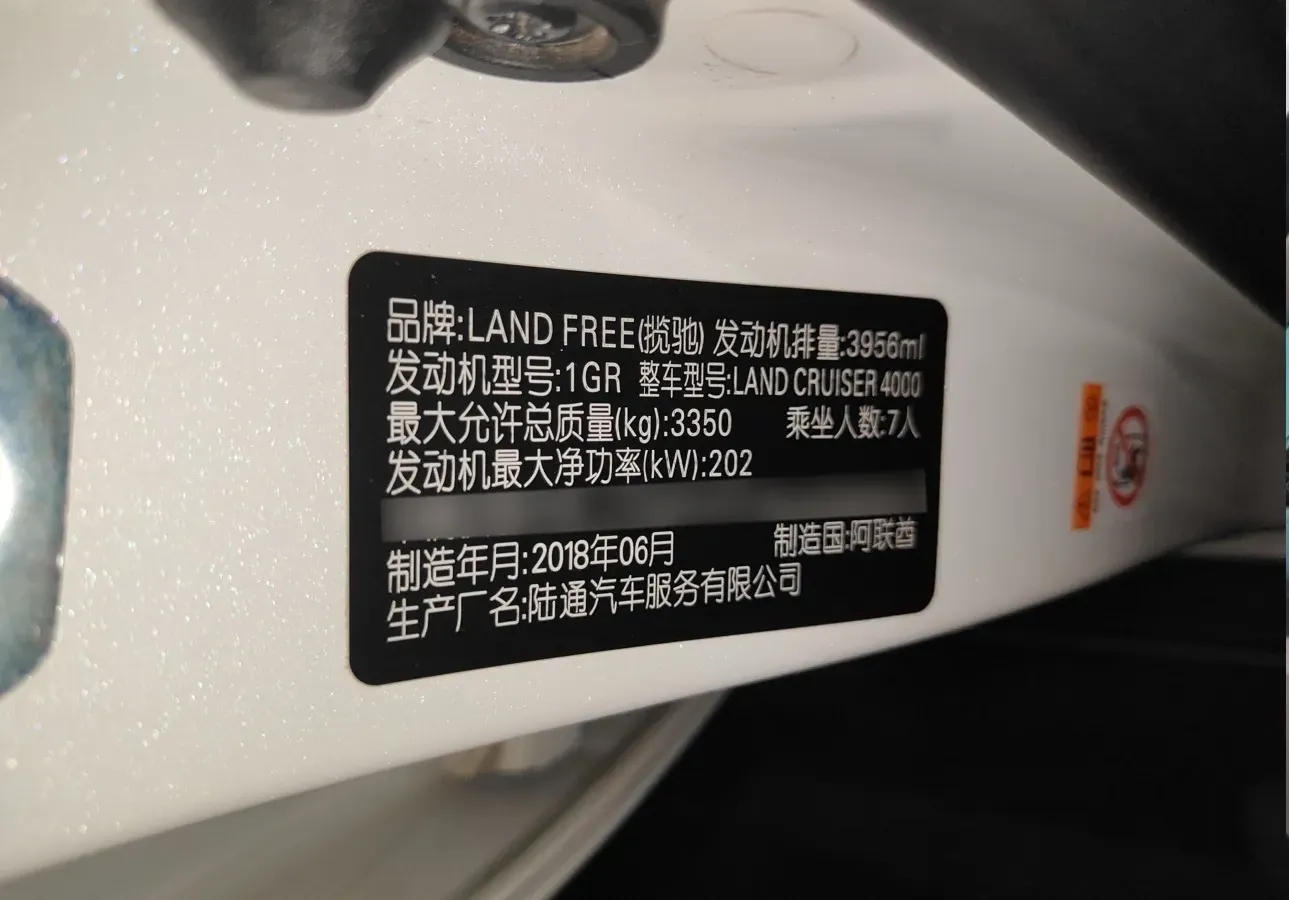 品牌:LAND FREE(揽驰) 发动机排量:3956ml
发动机型号:1GR 整车型号:LAND CRUISER 4000
最大允许总质量(kg):3350 乘坐人数:7人
发动机最大净功率(kW):202
制造年月:2018年06月 制造国:阿联酋
生产厂名:陆通汽车服务有限公司